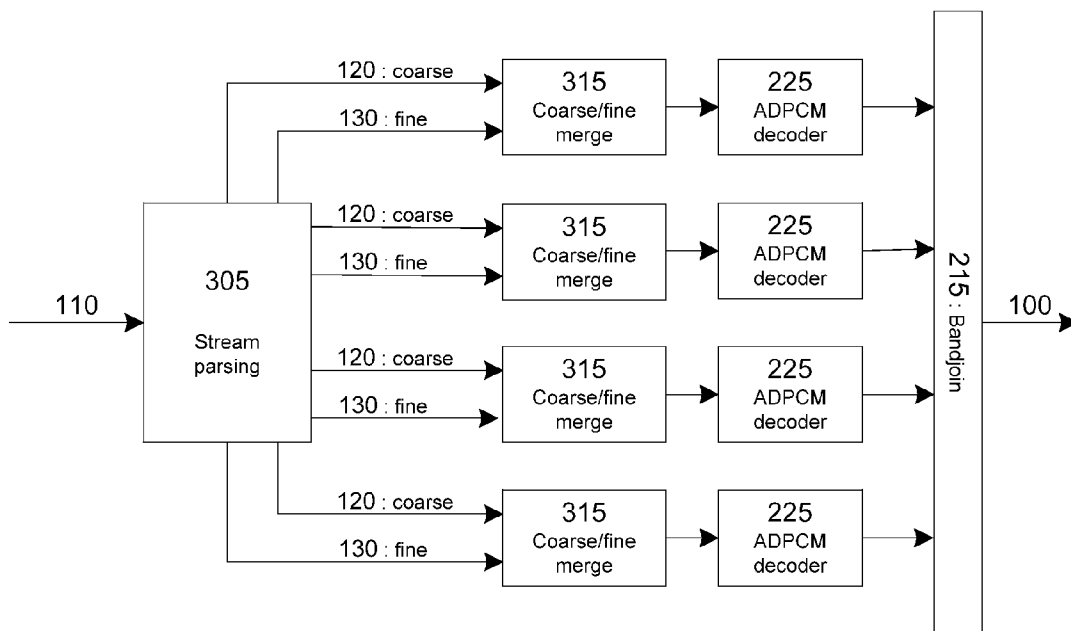 120 : coarse
130 : fine
315
Coarse/fine
merge
225
ADPCM
decoder
120 : coarse
130 : fine
315
Coarse/fine
merge
225
ADPCM
decoder
110
305
Stream
parsing
120 : coarse
130 : fine
315
Coarse/fine
merge
225
ADPCM
decoder
120 : coarse
130 : fine
315
Coarse/fine
merge
225
ADPCM
decoder
215 : Bandjoin
100